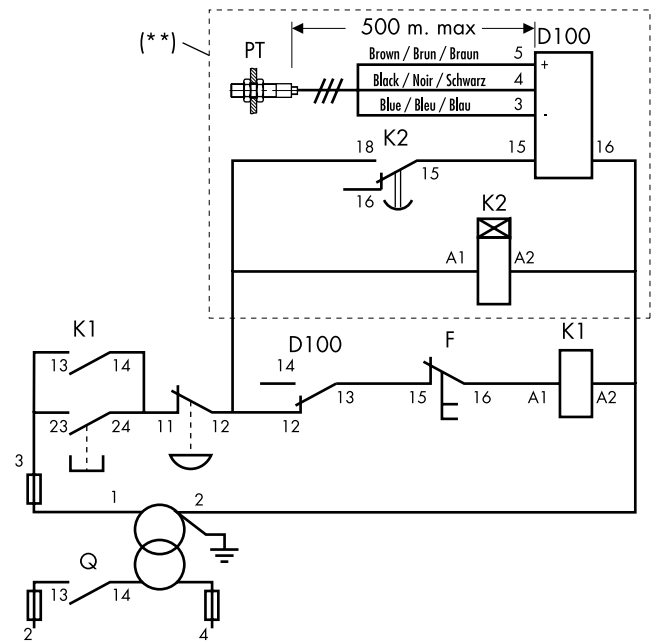 (**)
500 m. max
PT
D100
Brown / Brun / Braun 5 +
Black / Noir / Schwarz 4
Blue / Bleu / Blau 3 -
K2
18 15 15 16
16
K2
A1 A2
K1
D100
F
K1
13 14
14
13 15 16 A1 A2
23 24 11 12 12
3
1 2
Q
13 14
2 4